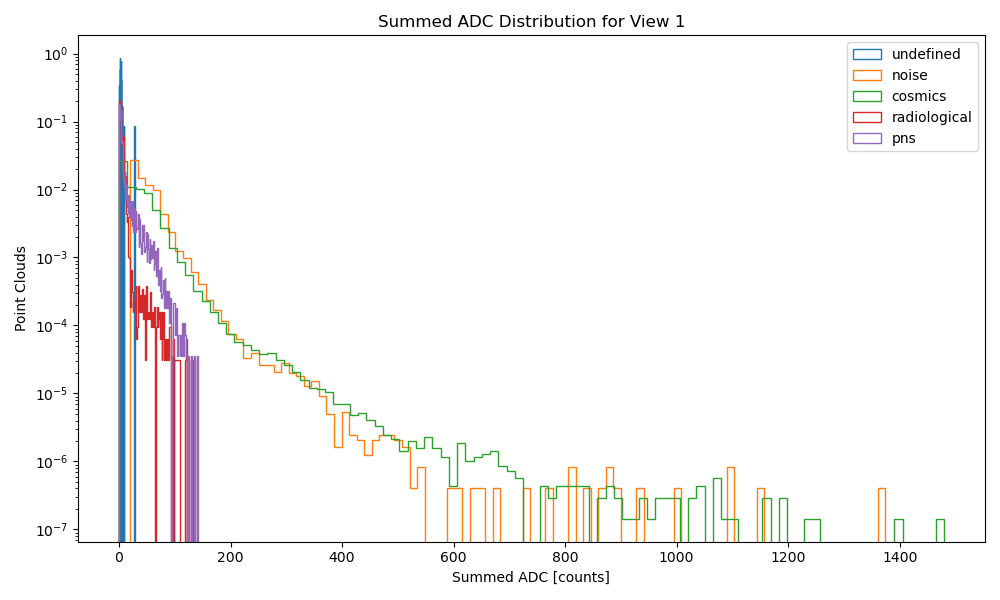 Summed ADC Distribution for View 1
undefined
noise
cosmics
radiological
pns
Point Clouds
10⁰
10⁻¹
10⁻²
10⁻³
10⁻⁴
10⁻⁵
10⁻⁶
10⁻⁷
0 200 400 600 800 1000 1200 1400
Summed ADC [counts]